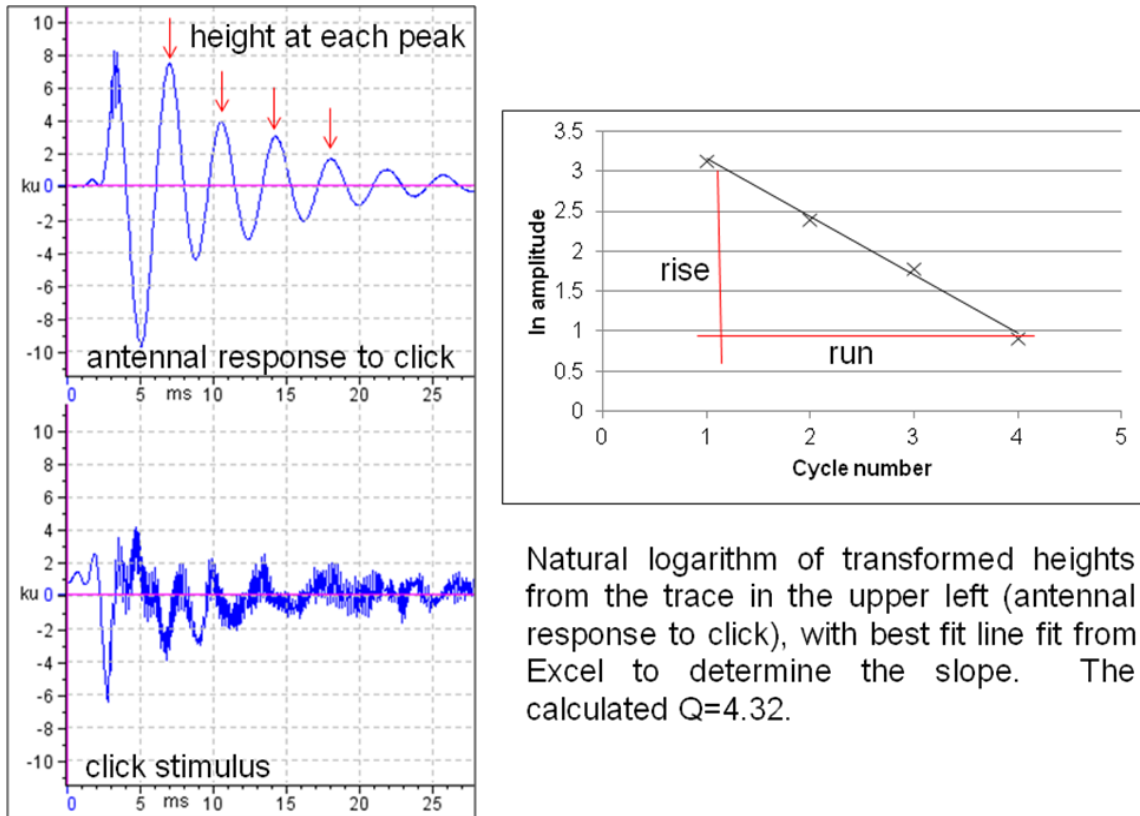 10
8
6
4
2
ku 0
-2
-4
-6
-8
-10
height at each peak
antennal response to click
0 5 ms 10 15 20 25
10
8
6
4
2
ku 0
-2
-4
-6
-8
-10
click stimulus
0 5 ms 10 15 20 25
3.5
3
2.5
2
1.5
1
0.5
0
ln amplitude
rise
run
0 1 2 3 4 5
Cycle number
Natural logarithm of transformed heights
from the trace in the upper left (antennal
response to click), with best fit line fit from
Excel to determine the slope. The
calculated Q=4.32.